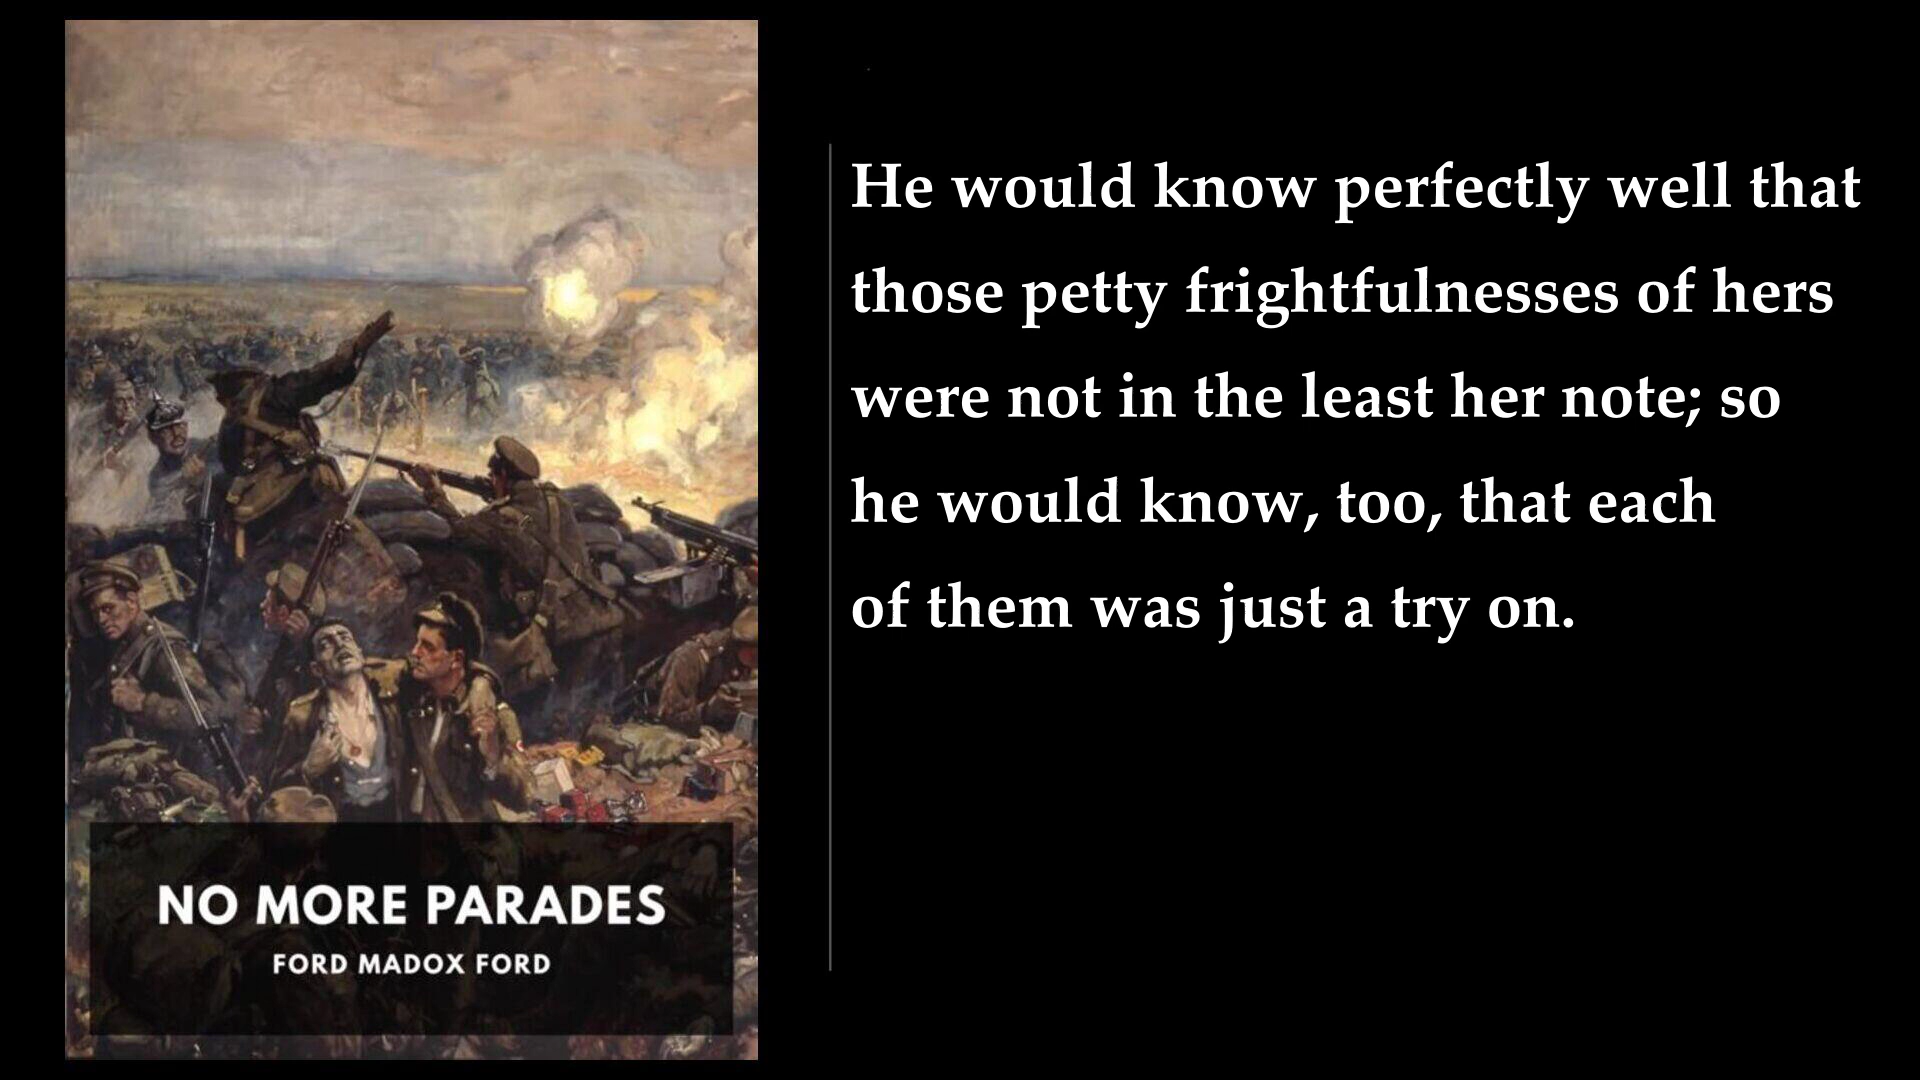 He would know perfectly well that
those petty frightfulnesses of hers
were not in the least her note; so
he would know, too, that each
of them was just a try on.
NO MORE PARADES
FORD MADOX FORD